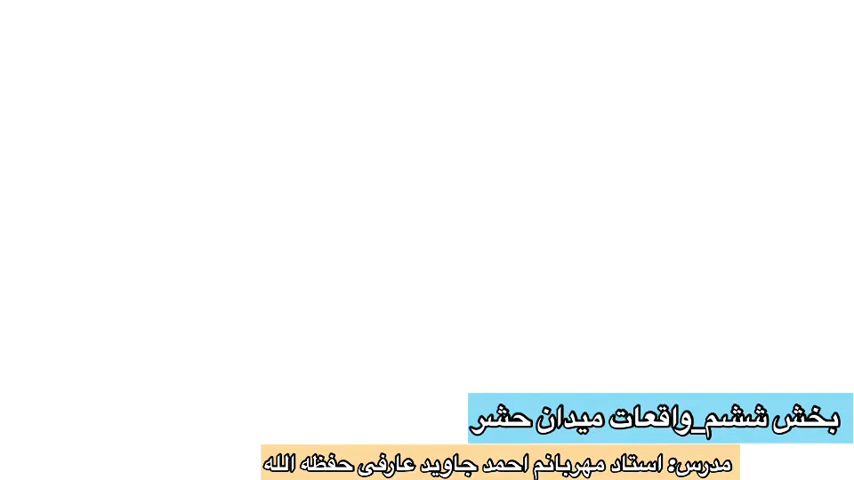 بخش ششم_واقعات میدان حشر
مدرس: استاد مهربانم احمد جاوید عارفی حفظه الله